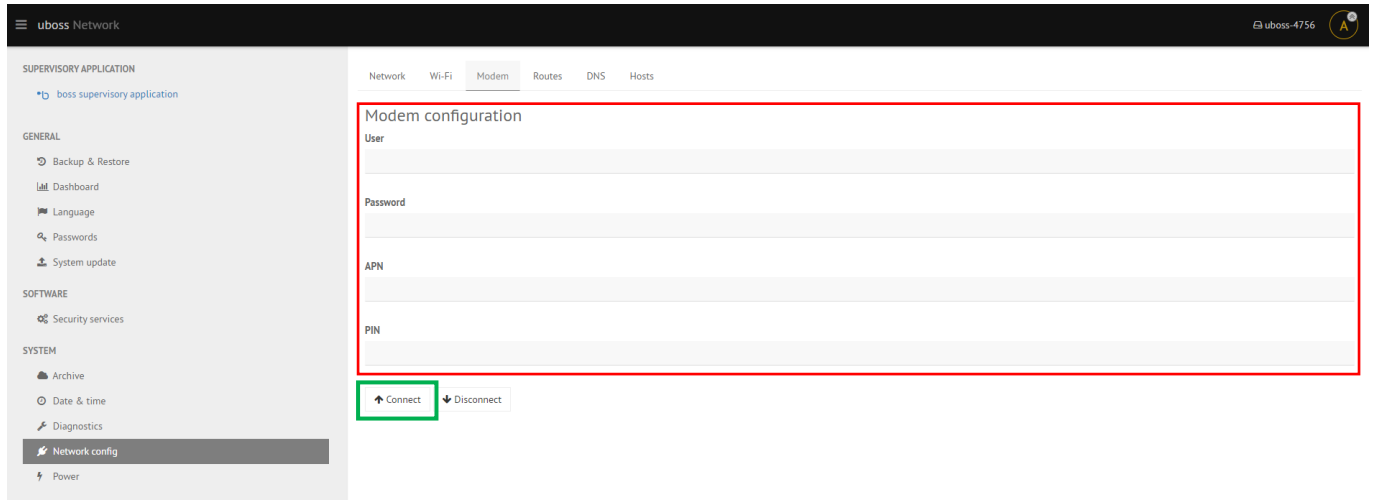 uboss Network
uboss-4756
A
SUPERVISORY APPLICATION
boss supervisory application
GENERAL
Backup & Restore
Dashboard
Language
Passwords
System update
SOFTWARE
Security services
SYSTEM
Archive
Date & time
Diagnostics
Network config
Power
Network Wi-Fi Modem Routes DNS Hosts
Modem configuration
User
Password
APN
PIN
Connect Disconnect